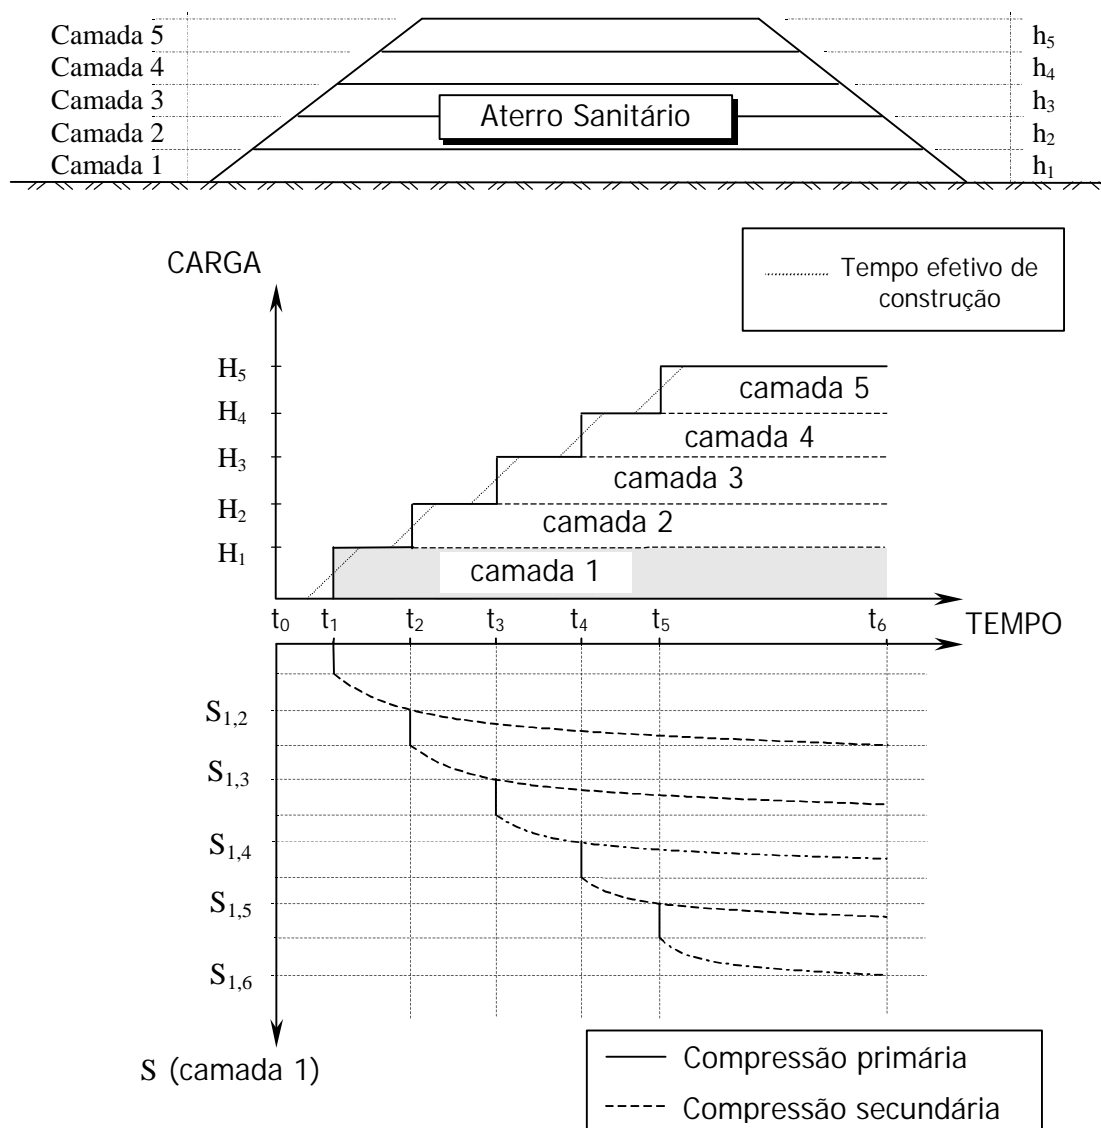 Camada 5
Camada 4
Camada 3
Camada 2
Camada 1
Aterro Sanitário
h₅
h₄
h₃
h₂
h₁
CARGA
Tempo efetivo de
construção
H₅
H₄
H₃
H₂
H₁
camada 5
camada 4
camada 3
camada 2
camada 1
t₀ t₁ t₂ t₃ t₄ t₅ t₆
TEMPO
S₁,₂
S₁,₃
S₁,₄
S₁,₅
S₁,₆
S (camada 1)
Compressão primária
Compressão secundária